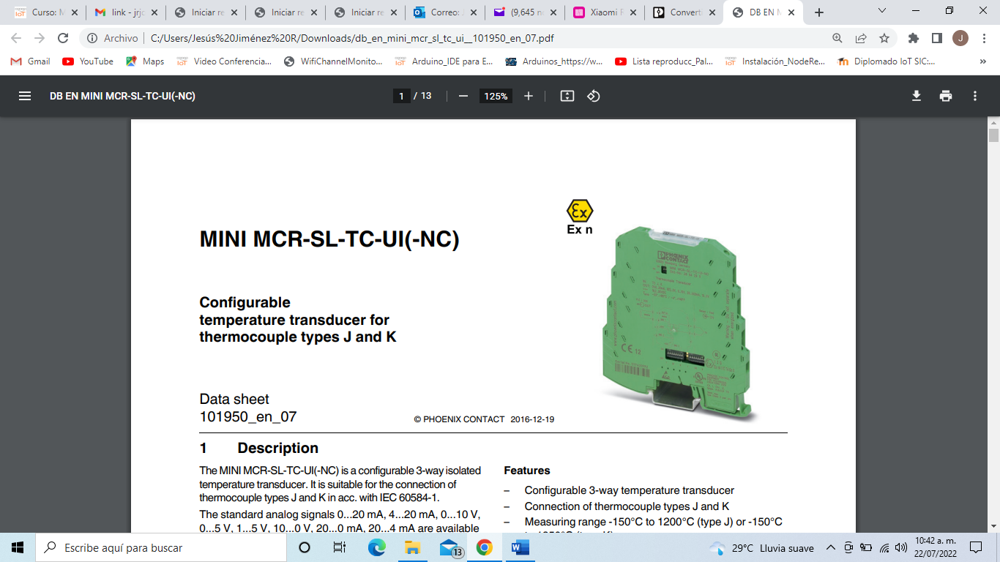 Curso: M
link - jrjc
Iniciar re
Iniciar re
Iniciar re
Correo: J
(9,645 n
Xiaomi R
Converti
DB EN M
Archivo
C:/Users/Jesús%20Jiménez%20R/Downloads/db_en_mini_mcr_sl_tc_ui__101950_en_07.pdf
J
Gmail
YouTube
Maps
Video Conferencia...
WifiChannelMonito...
Arduino_IDE para E...
Arduinos_https://w...
Lista reproducc_Pal...
Instalación_NodeRe...
Diplomado IoT SIC:...
»
DB EN MINI MCR-SL-TC-UI(-NC)
1 / 13
125%
Ex
Ex n
MINI MCR-SL-TC-UI(-NC)
PHOENIX
CONTACT
CE
Configurable
temperature transducer for
thermocouple types J and K
Data sheet
101950_en_07
© PHOENIX CONTACT 2016-12-19
1 Description
The MINI MCR-SL-TC-UI(-NC) is a configurable 3-way isolated
temperature transducer. It is suitable for the connection of
thermocouple types J and K in acc. with IEC 60584-1.
The standard analog signals 0...20 mA, 4...20 mA, 0...10 V,
0...5 V, 1...5 V, 10...0 V, 20...0 mA, 20...4 mA are available
Features
– Configurable 3-way temperature transducer
– Connection of thermocouple types J and K
– Measuring range -150°C to 1200°C (type J) or -150°C
Escribe aquí para buscar
13
29°C Lluvia suave
10:42 a. m.
22/07/2022